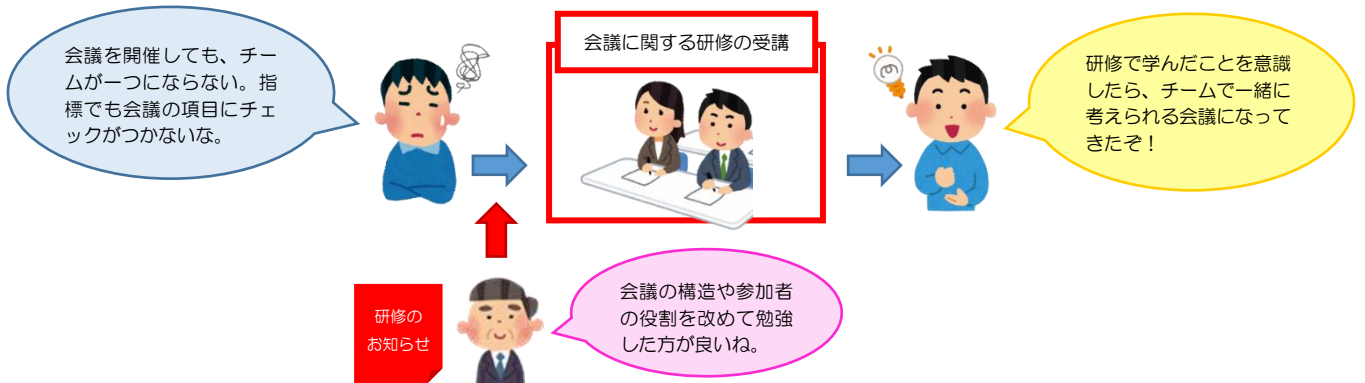 会議を開催しても、チー
ムが一つにならない。指
標でも会議の項目にチェ
ックがつかないな。
会議に関する研修の受講
研修で学んだことを意識
したら、チームで一緒に
考えられる会議になって
きたぞ！
研修の
お知らせ
会議の構造や参加者
の役割を改めて勉強
した方が良いね。